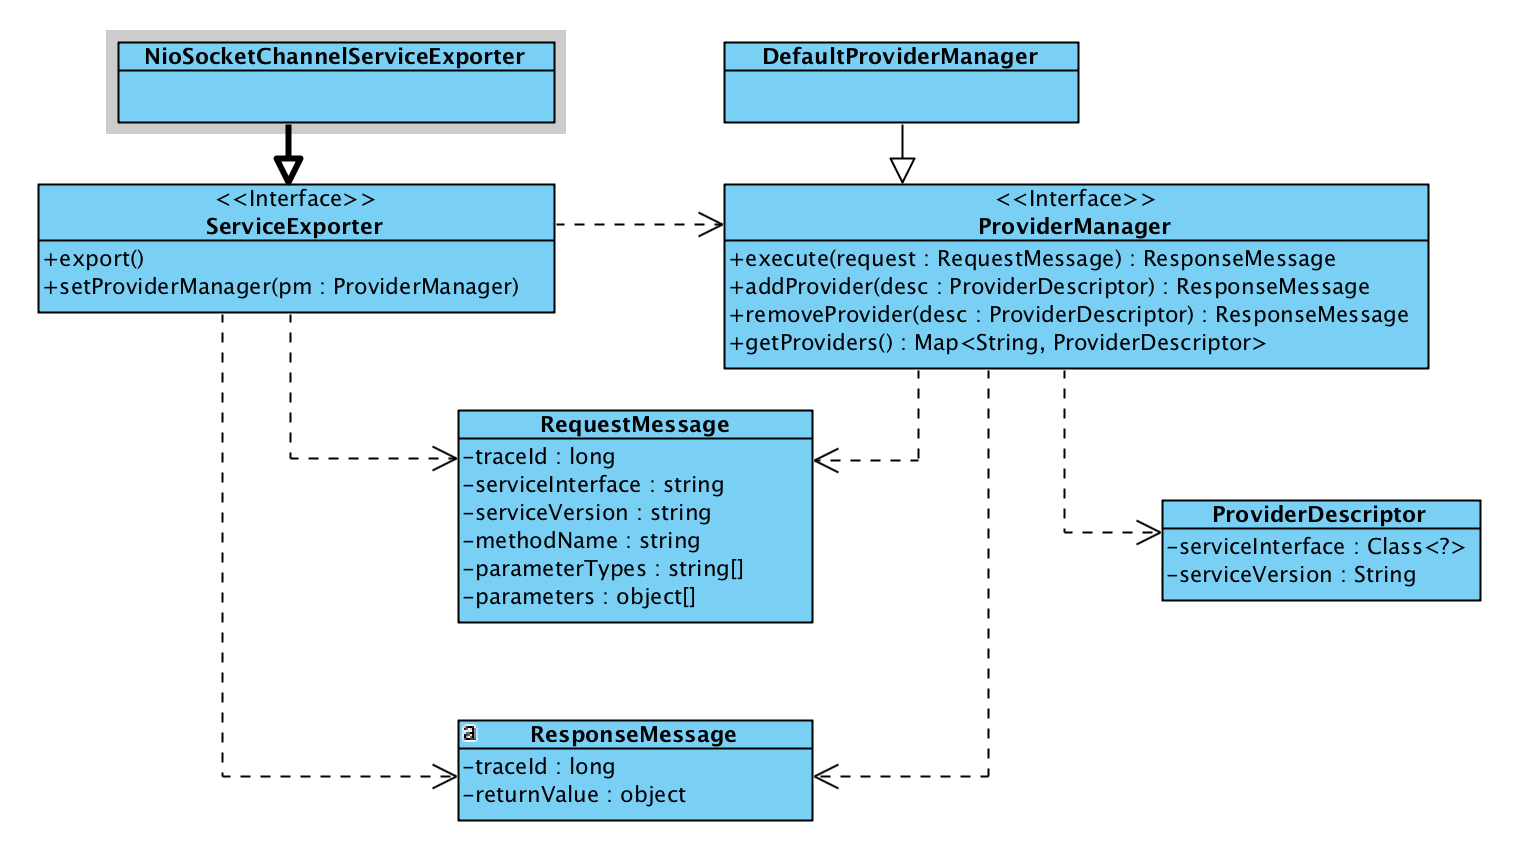 NioSocketChannelServiceExporter
DefaultProviderManager
<<Interface>>
ServiceExporter
+export()
+setProviderManager(pm : ProviderManager)
<<Interface>>
ProviderManager
+execute(request : RequestMessage) : ResponseMessage
+addProvider(desc : ProviderDescriptor) : ResponseMessage
+removeProvider(desc : ProviderDescriptor) : ResponseMessage
+getProviders() : Map<String, ProviderDescriptor>
RequestMessage
-traceId : long
-serviceInterface : string
-serviceVersion : string
-methodName : string
-parameterTypes : string[]
-parameters : object[]
ProviderDescriptor
-serviceInterface : Class<?>
-serviceVersion : String
a ResponseMessage
-traceId : long
-returnValue : object